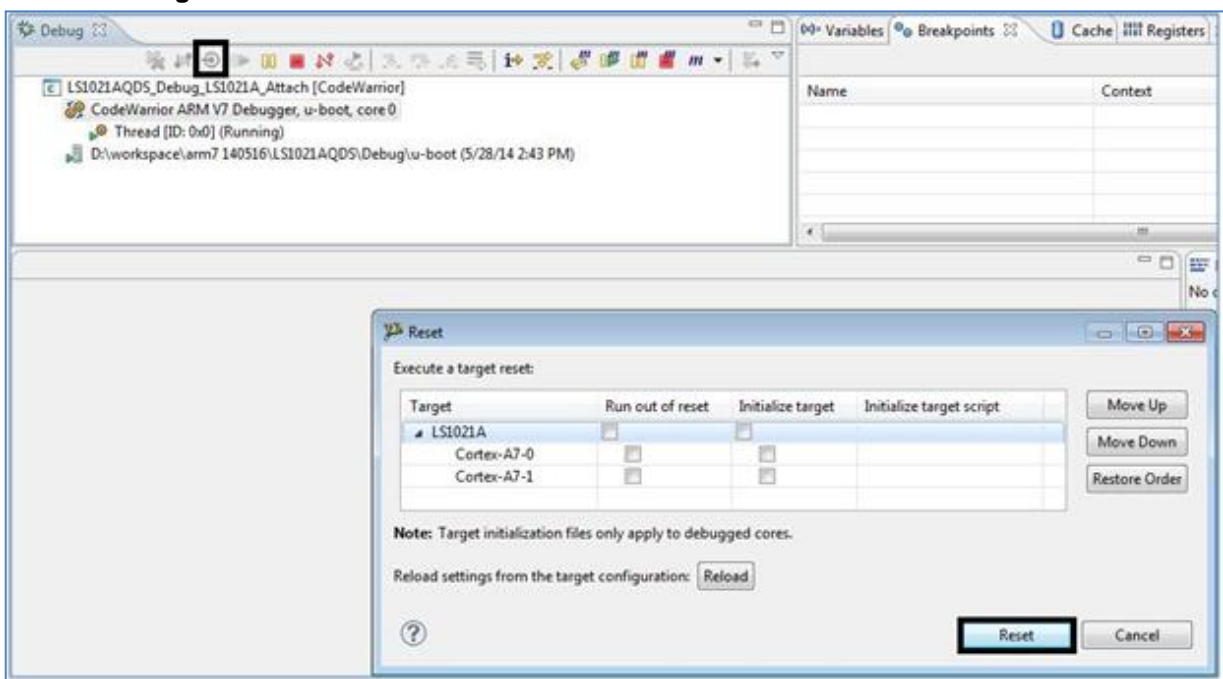 Debug
(x)= Variables Breakpoints Cache Registers
LS1021AQDS_Debug_LS1021A_Attach [CodeWarrior]
CodeWarrior ARM V7 Debugger, u-boot, core 0
Thread [ID: 0x0] (Running)
D:\workspace\arm7 140516\LS1021AQDS\Debug\u-boot (5/28/14 2:43 PM)
Name Context
Reset
Execute a target reset:
Target Run out of reset Initialize target Initialize target script
LS1021A
Cortex-A7-0
Cortex-A7-1
Move Up
Move Down
Restore Order
Note: Target initialization files only apply to debugged cores.
Reload settings from the target configuration: Reload
Reset Cancel
No